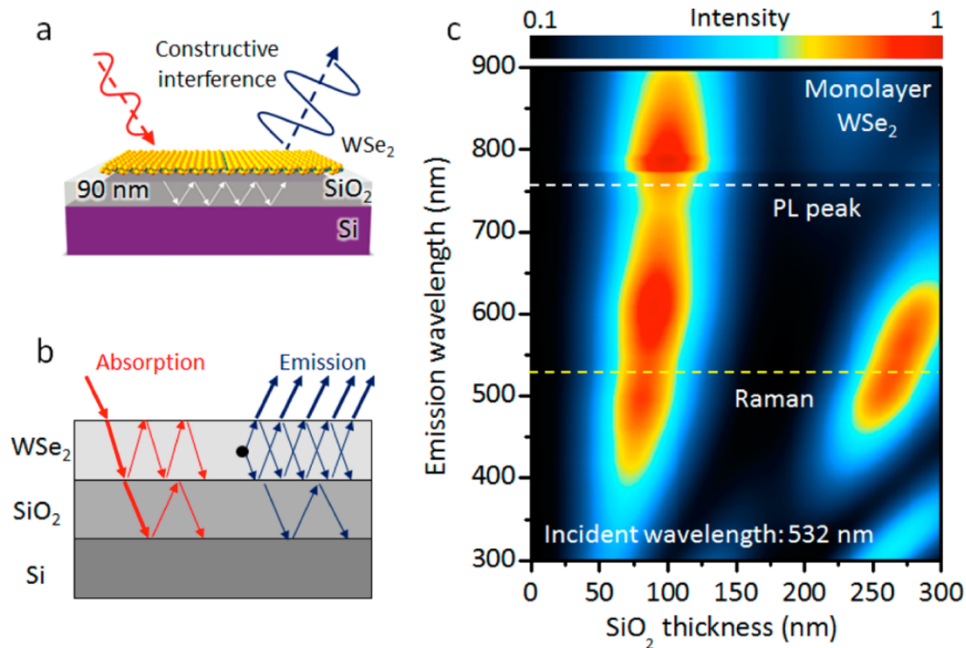 a
Constructive
interference
WSe₂
90 nm
SiO₂
Si
b
Absorption
Emission
WSe₂
SiO₂
Si
c
0.1
Intensity
1
Emission wavelength (nm)
900
800
700
600
500
400
300
Monolayer
WSe₂
PL peak
Raman
Incident wavelength: 532 nm
0
50
100
150
200
250
300
SiO₂ thickness (nm)